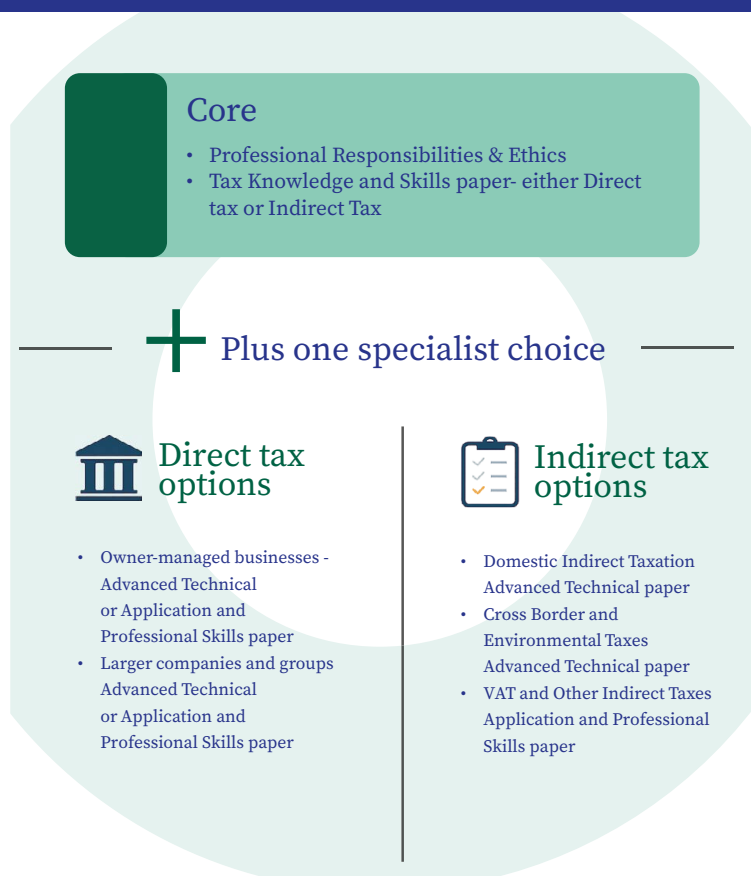 Core
• Professional Responsibilities & Ethics
• Tax Knowledge and Skills paper- either Direct
tax or Indirect Tax
Plus one specialist choice
Direct tax
options
• Owner-managed businesses -
Advanced Technical
or Application and
Professional Skills paper
• Larger companies and groups
Advanced Technical
or Application and
Professional Skills paper
Indirect tax
options
• Domestic Indirect Taxation
Advanced Technical paper
• Cross Border and
Environmental Taxes
Advanced Technical paper
• VAT and Other Indirect Taxes
Application and Professional
Skills paper